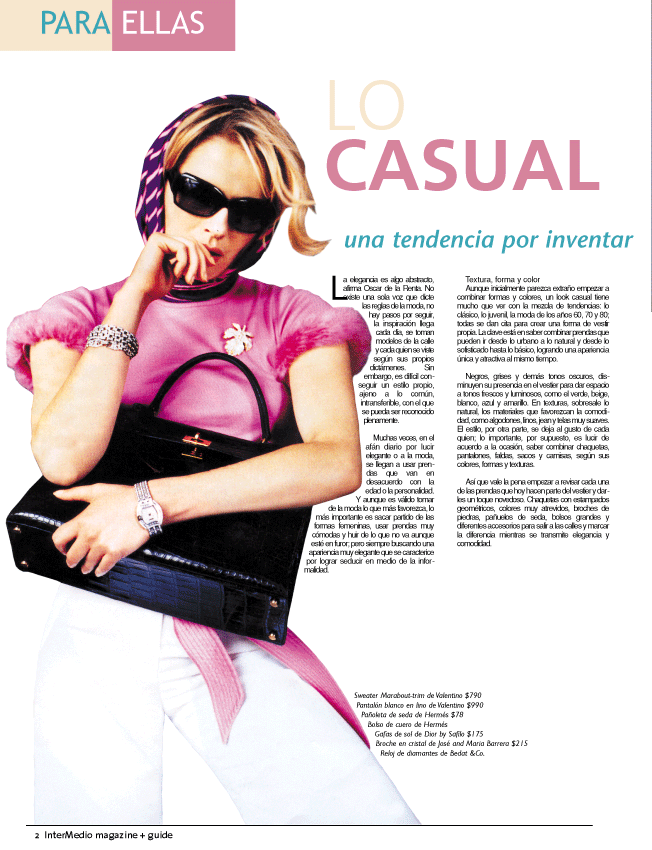 PARA ELLAS
LO
CASUAL
una tendencia por inventar
La elegancia es algo abstracto,
afirma Oscar de la Renta. No
existe una sola voz que dicte
las reglas de la moda, no
hay pasos por seguir,
la inspiración llega
cada día, se toman
modelos de la calle
y cada quien se viste
según sus propios
dictámenes. Sin
embargo, es difícil con-
seguir un estilo propio,
ajeno a lo común,
intransferible, con el que
se pueda ser reconocido
plenamente.
Muchas veces, en el
afán diario por lucir
elegante o a la moda,
se llegan a usar pren-
das que van en
desacuerdo con la
edad o la personalidad.
Y aunque es válido tomar
de la moda lo que más favorezca, lo
más importante es sacar partido de las
formas femeninas, usar prendas muy
cómodas y huir de lo que no va aunque
esté en furor; pero siempre buscando una
apariencia muy elegante que se caracterice
por lograr seducir en medio de la infor-
malidad.
Textura, forma y color
Aunque inicialmente parezca extraño empezar a
combinar formas y colores, un look casual tiene
mucho que ver con la mezcla de tendencias: lo
clásico, lo juvenil, la moda de los años 60, 70 y 80;
todas se dan cita para crear una forma de vestir
propia. La clave está en saber combinar prendas que
pueden ir desde lo urbano a lo natural y desde lo
sofisticado hasta lo básico, logrando una apariencia
única y atractiva al mismo tiempo.
Negros, grises y demás tonos oscuros, dis-
minuyen su presencia en el vestier para dar espacio
a tonos frescos y luminosos, como el verde, beige,
blanco, azul y amarillo. En texturas, sobresale lo
natural, los materiales que favorezcan la comodi-
dad, como algodones, linos, jean y telas muy suaves.
El estilo, por otra parte, se deja al gusto de cada
quien; lo importante, por supuesto, es lucir de
acuerdo a la ocasión, saber combinar chaquetas,
pantalones, faldas, sacos y camisas, según sus
colores, formas y texturas.
Así que vale la pena empezar a revisar cada una
de las prendas que hoy hacen parte del vestier y dar-
les un toque novedoso. Chaquetas con estampados
geométricos, colores muy atrevidos, broches de
piedras, pañuelos de seda, bolsos grandes y
diferentes accesorios para salir a las calles y marcar
la diferencia mientras se transmite elegancia y
comodidad.
Sweater Marabout-trim de Valentino $790
Pantalón blanco en lino de Valentino $990
Pañoleta de seda de Hermés $78
Bolso de cuero de Hermés
Gafas de sol de Dior by Safilo $175
Broche en cristal de José and Maria Barrera $215
Reloj de diamantes de Bedat &Co.
2 InterMedio magazine + guide